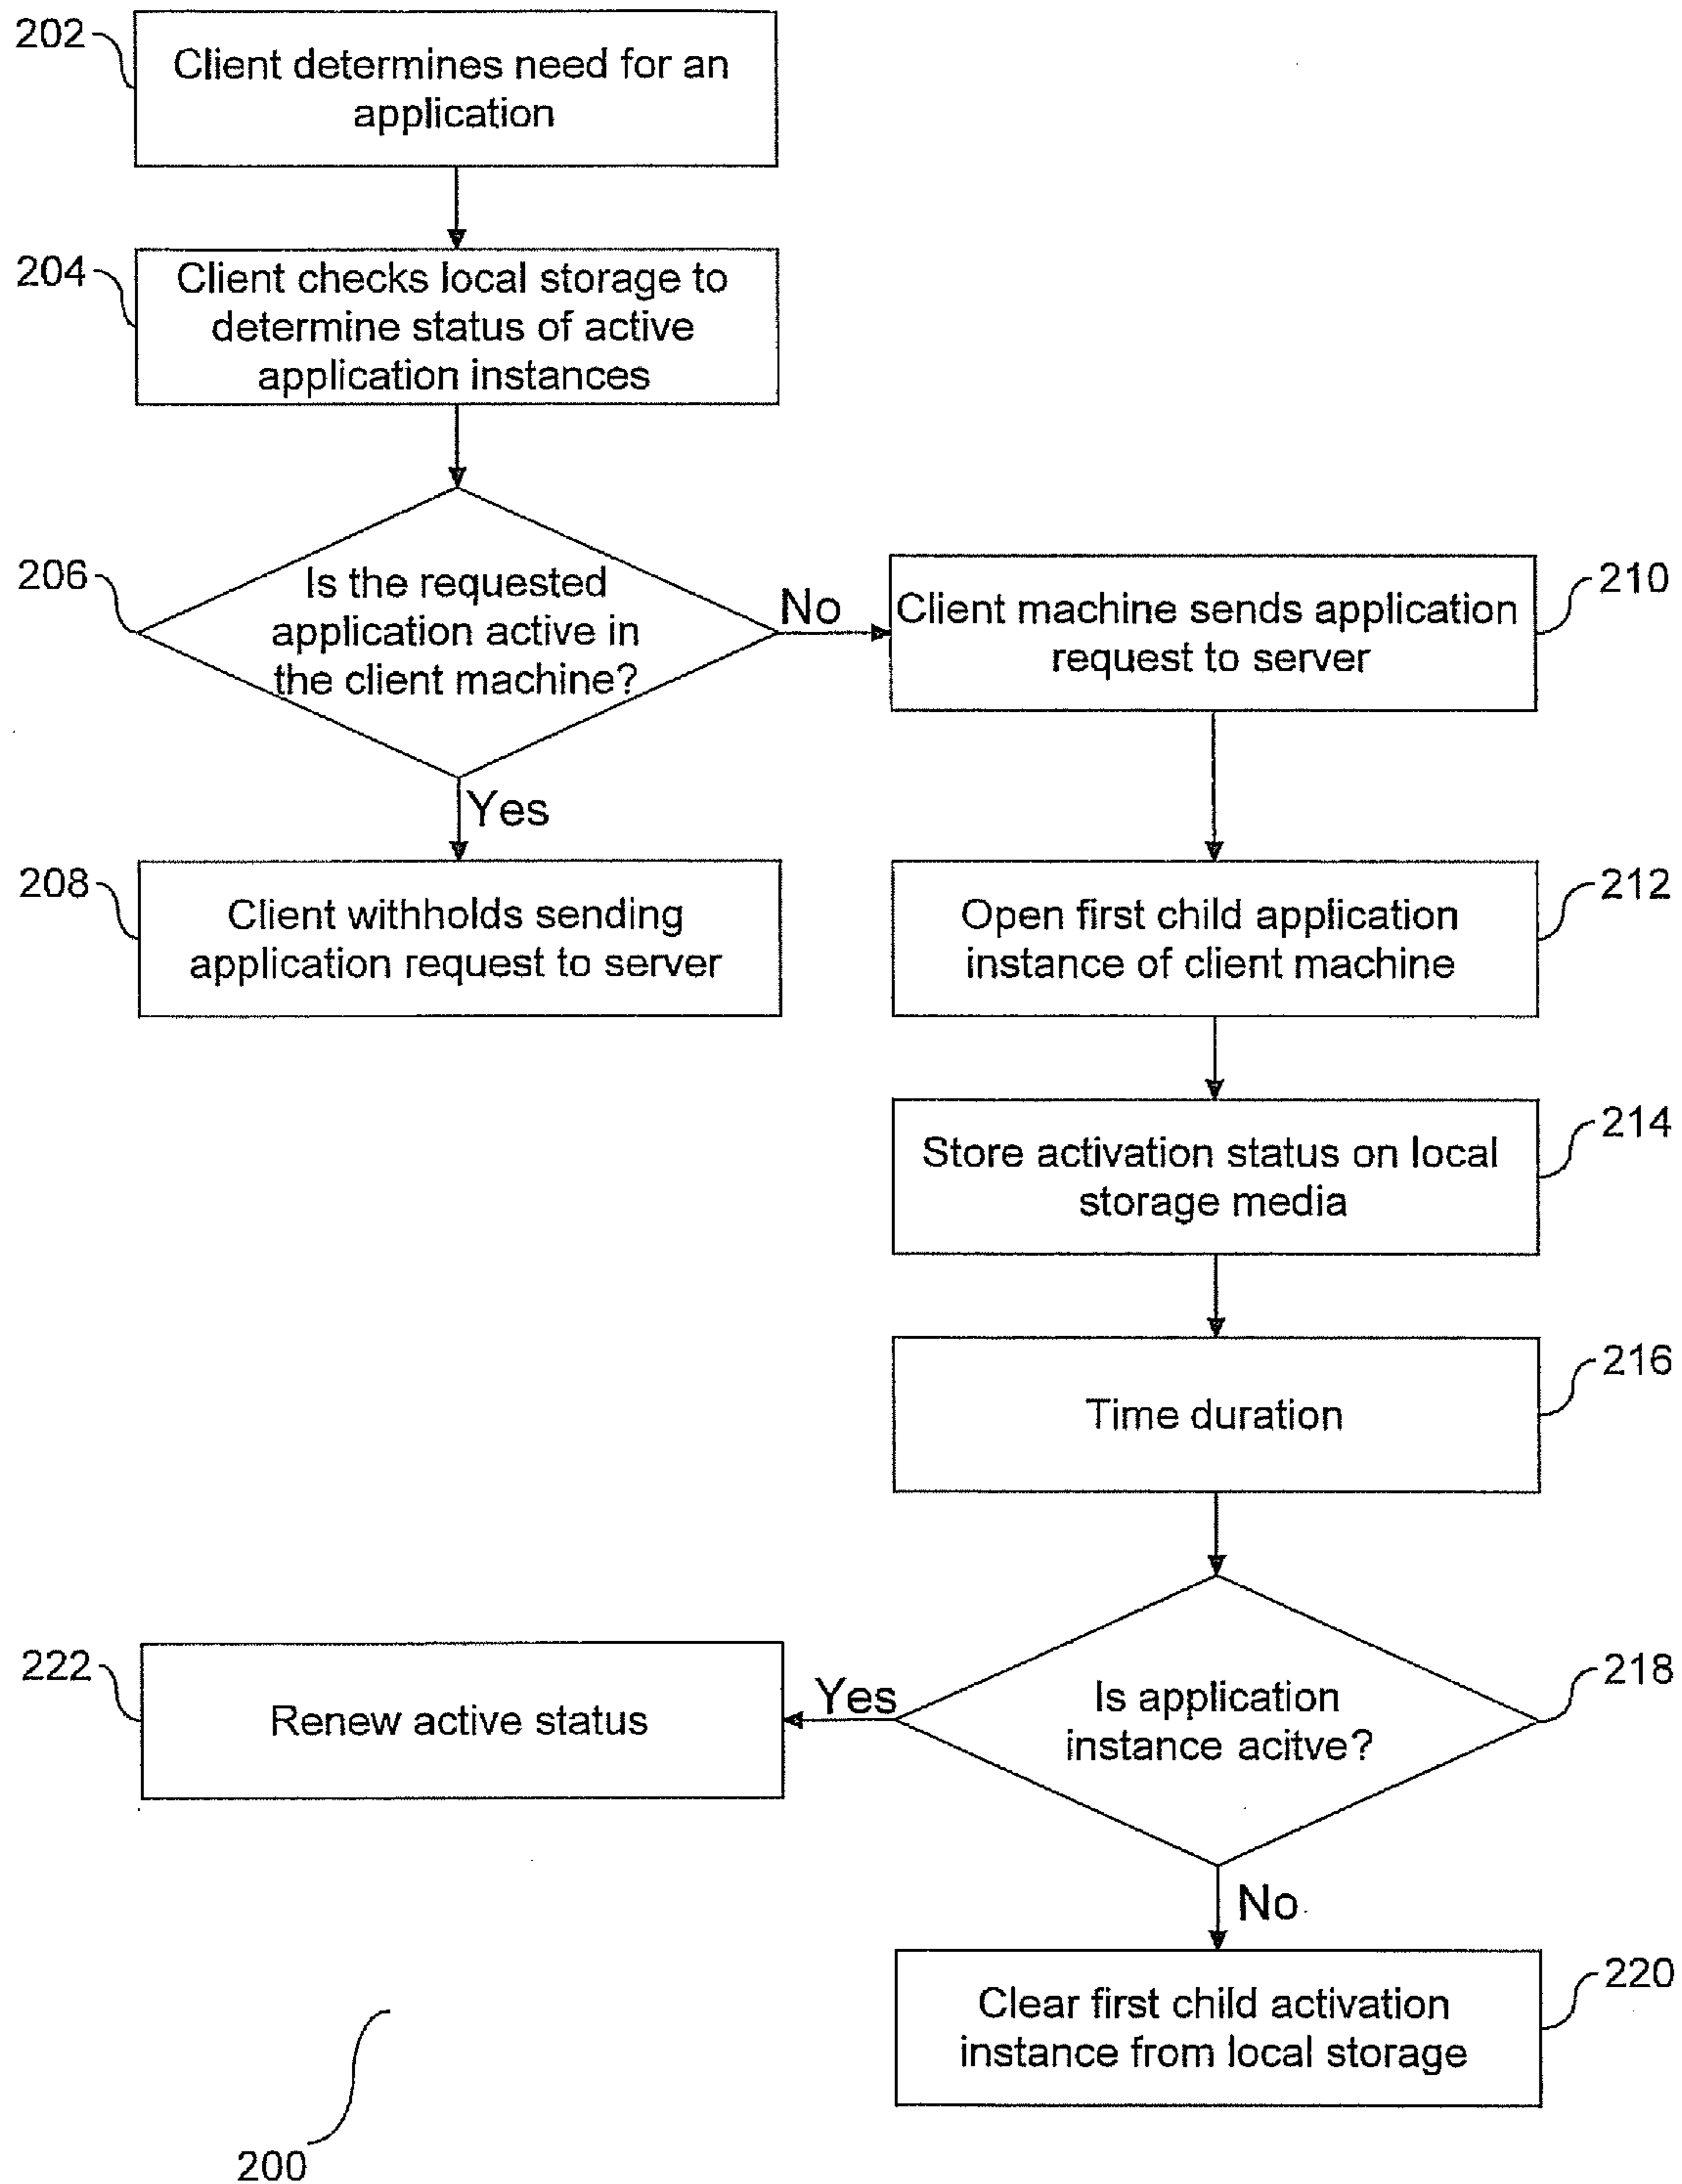 202
Client determines need for an
application
204
Client checks local storage to
determine status of active
application instances
206
Is the requested
application active in
the client machine?
No
Client machine sends application
request to server
210
Yes
208
Client withholds sending
application request to server
Open first child application
instance of client machine
212
Store activation status on local
storage media
214
Time duration
216
222
Renew active status
Yes
Is application
instance acitve?
218
No
Clear first child activation
instance from local storage
220
200